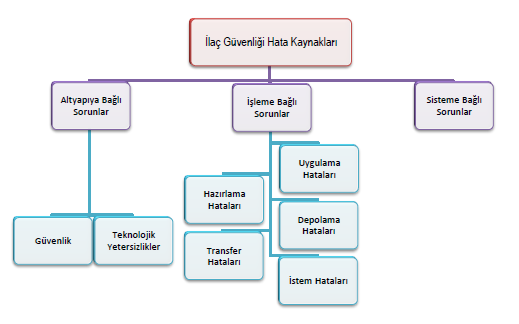 İlaç Güvenliği Hata Kaynakları
Altyapıya Bağlı
Sorunlar
İşleme Bağlı
Sorunlar
Sisteme Bağlı
Sorunlar
Uygulama
Hataları
Hazırlama
Hataları
Depolama
Hataları
Güvenlik
Teknolojik
Yetersizlikler
Transfer
Hataları
İstem Hataları